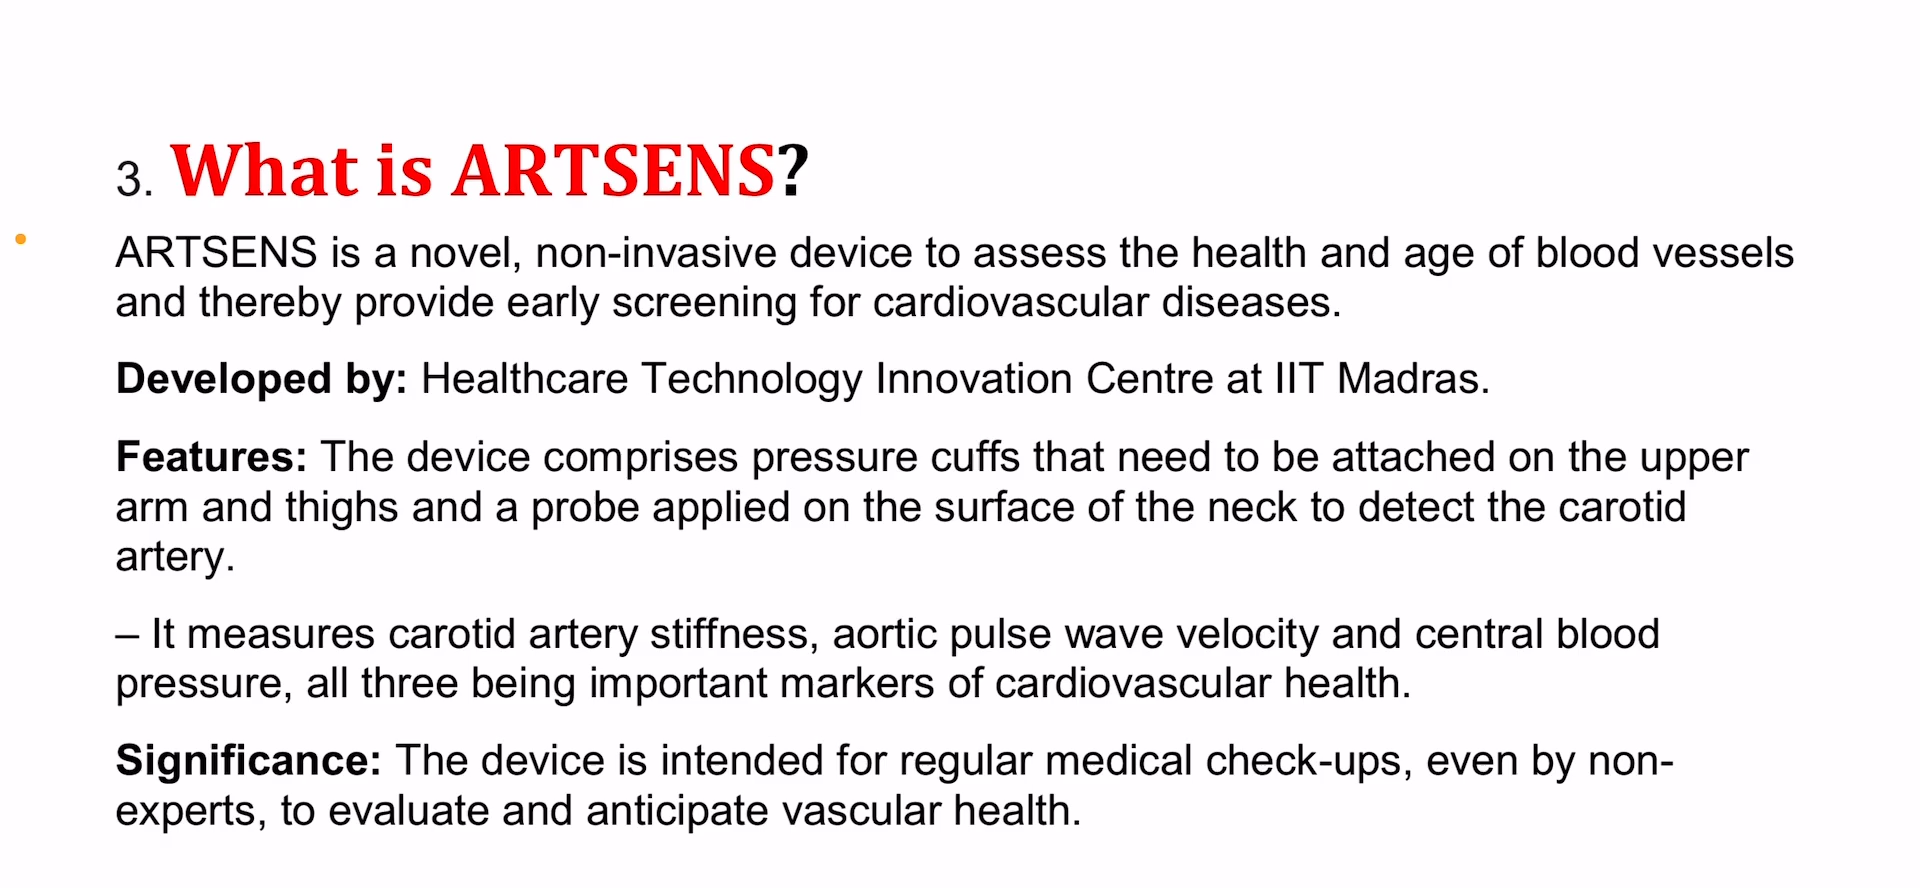 3. What is ARTSENS?
ARTSENS is a novel, non-invasive device to assess the health and age of blood vessels
and thereby provide early screening for cardiovascular diseases.
Developed by: Healthcare Technology Innovation Centre at IIT Madras.
Features: The device comprises pressure cuffs that need to be attached on the upper
arm and thighs and a probe applied on the surface of the neck to detect the carotid
artery.
– It measures carotid artery stiffness, aortic pulse wave velocity and central blood
pressure, all three being important markers of cardiovascular health.
Significance: The device is intended for regular medical check-ups, even by non-
experts, to evaluate and anticipate vascular health.